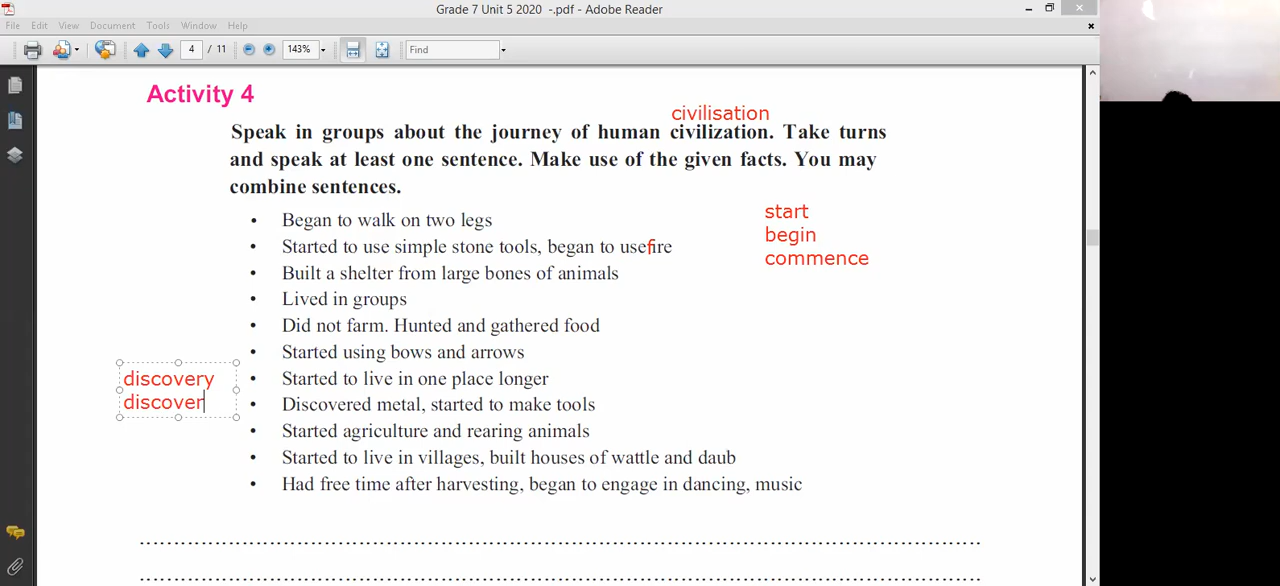 Grade 7 Unit 5 2020 -.pdf - Adobe Reader
File Edit View Document Tools Window Help
4 / 11 143% Find
Activity 4
civilisation
Speak in groups about the journey of human civilization. Take turns
and speak at least one sentence. Make use of the given facts. You may
combine sentences.
start
• Began to walk on two legs
begin
• Started to use simple stone tools, began to usefire
commence
• Built a shelter from large bones of animals
• Lived in groups
• Did not farm. Hunted and gathered food
• Started using bows and arrows
discovery
• Started to live in one place longer
discover
• Discovered metal, started to make tools
• Started agriculture and rearing animals
• Started to live in villages, built houses of wattle and daub
• Had free time after harvesting, began to engage in dancing, music